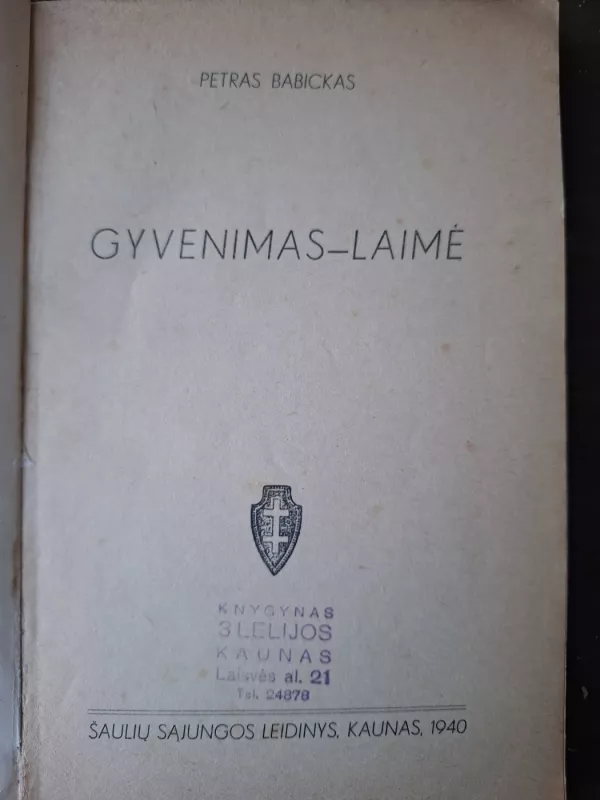 PETRAS BABICKAS
GYVENIMAS–LAIMĖ
KNYGYNAS
3 LELIJOS
KAUNAS
Laisvės al. 21
Tel. 24878
ŠAULIŲ SĄJUNGOS LEIDINYS, KAUNAS, 1940